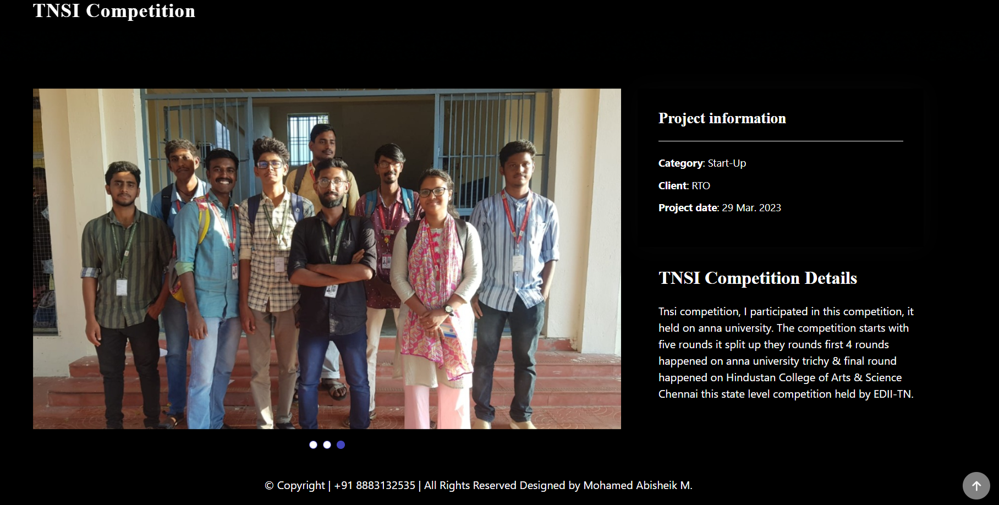 TNSI Competition
Project information
Category: Start-Up
Client: RTO
Project date: 29 Mar. 2023
TNSI Competition Details
Tnsi competition, I participated in this competition, it
held on anna university. The competition starts with
five rounds it split up they rounds first 4 rounds
happened on anna university trichy & final round
happened on Hindustan College of Arts & Science
Chennai this state level competition held by EDII-TN.
© Copyright | +91 8883132535 | All Rights Reserved Designed by Mohamed Abisheik M.